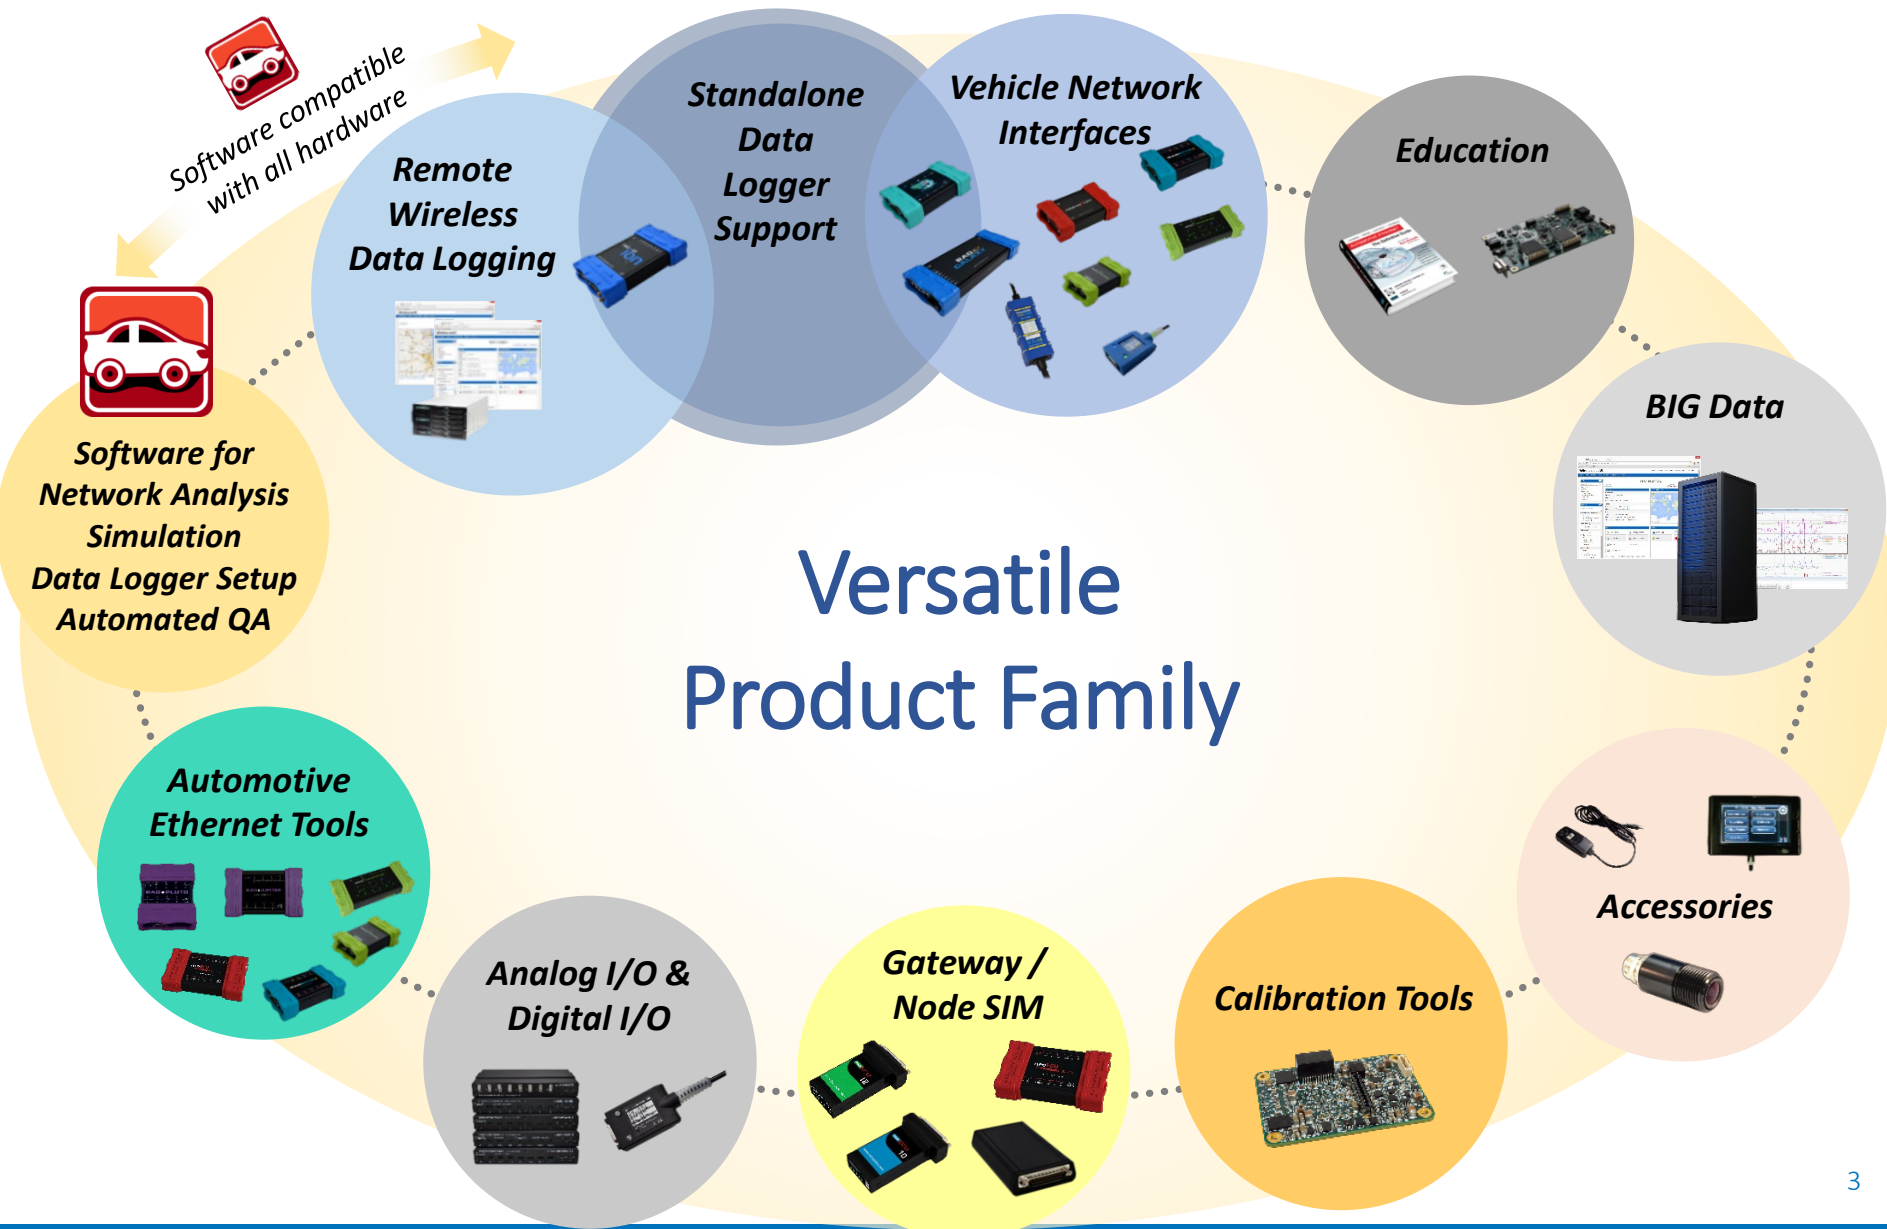 Software compatible
with all hardware
Remote
Wireless
Data Logging
Standalone
Data
Logger
Support
Vehicle Network
Interfaces
Education
BIG Data
Software for
Network Analysis
Simulation
Data Logger Setup
Automated QA
Versatile
Product Family
Automotive
Ethernet Tools
Analog I/O &
Digital I/O
Gateway /
Node SIM
Calibration Tools
Accessories
3